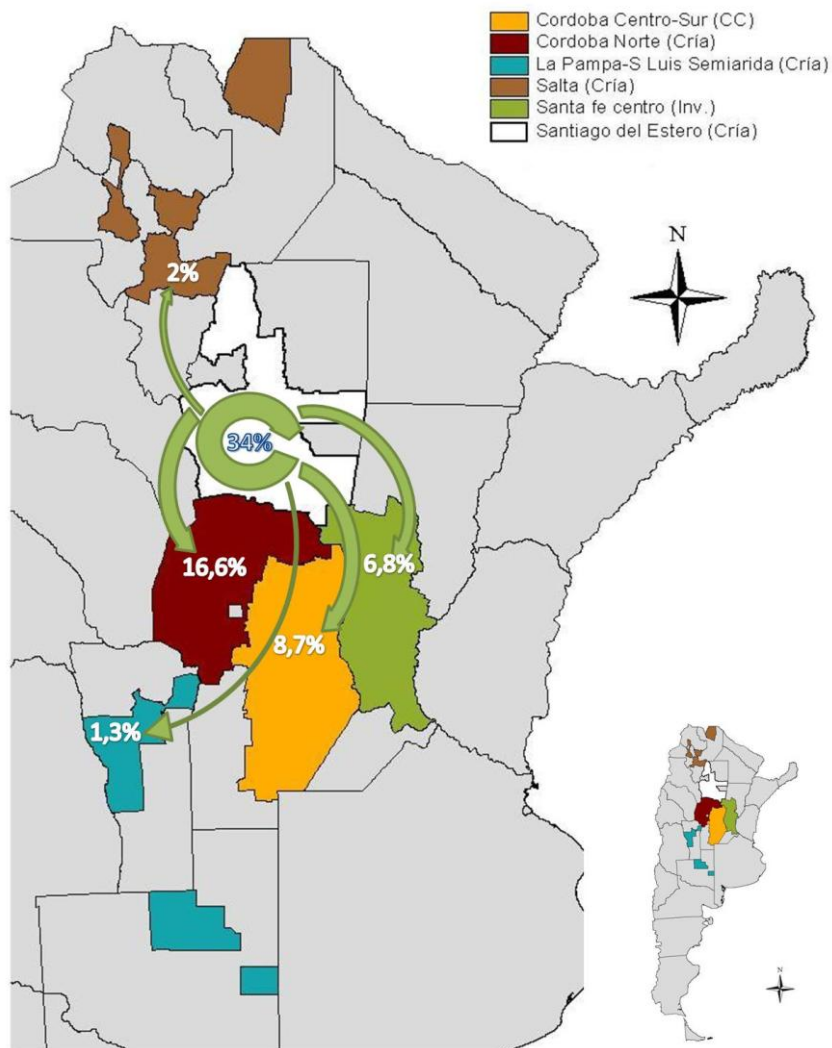 Cordoba Centro-Sur (CC)
Cordoba Norte (Cría)
La Pampa-S Luis Semiarida (Cría)
Salta (Cría)
Santa fe centro (Inv.)
Santiago del Estero (Cría)
N
2%
34%
16,6%
6,8%
8,7%
1,3%
N